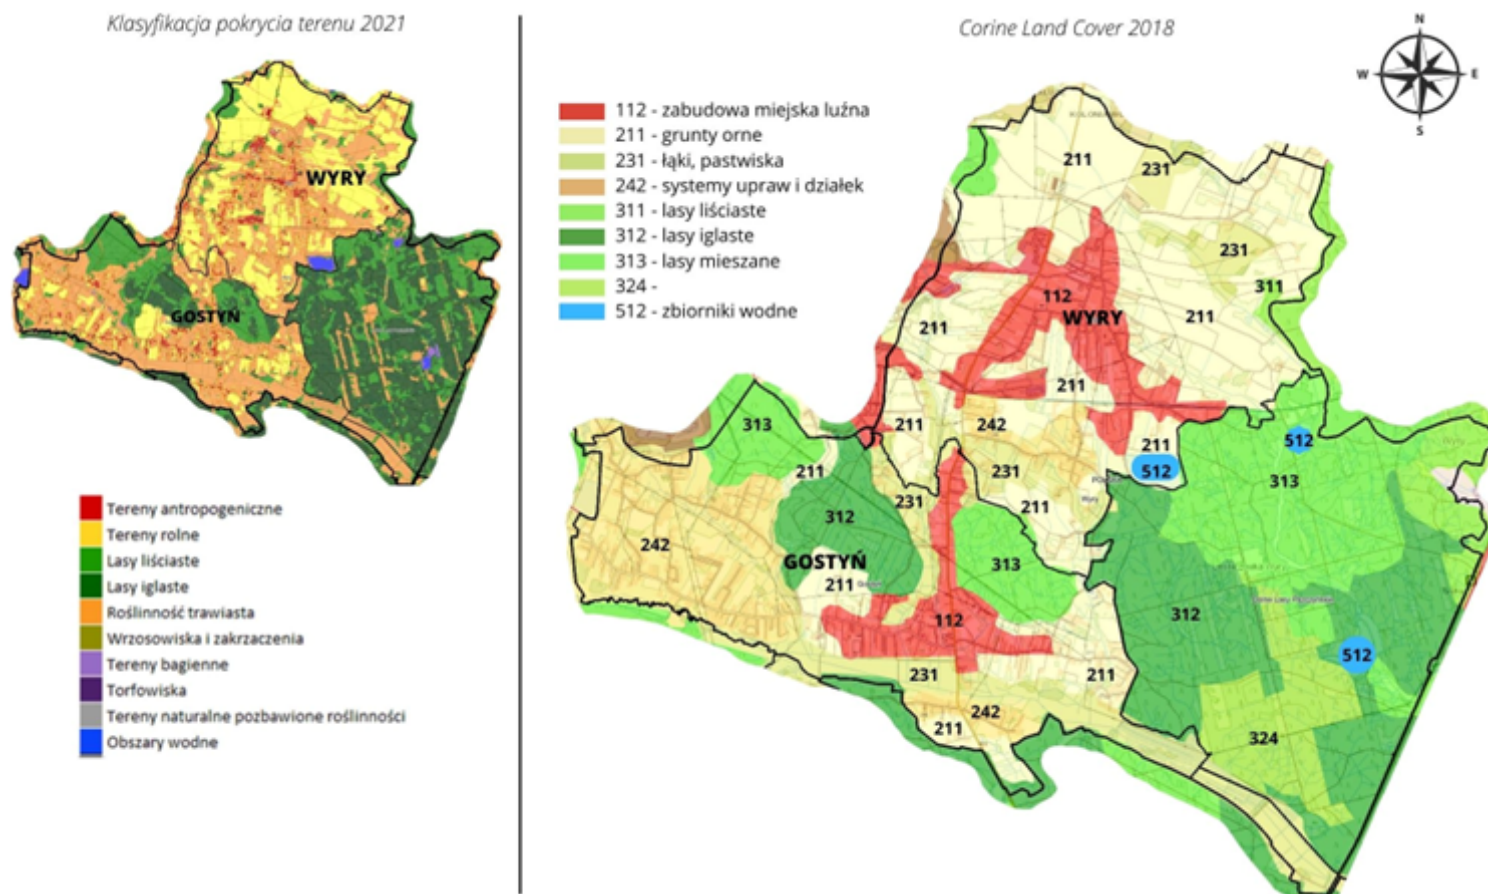 Klasyfikacja pokrycia terenu 2021
WYRY
GOSTYŃ
Tereny antropogeniczne
Tereny rolne
Lasy liściaste
Lasy iglaste
Roślinność trawiasta
Wrzosowiska i zakrzaczenia
Tereny bagienne
Torfowiska
Tereny naturalne pozbawione roślinności
Obszary wodne
Corine Land Cover 2018
N
W E
S
112 - zabudowa miejska luźna
211 - grunty orne
231 - łąki, pastwiska
242 - systemy upraw i działek
311 - lasy liściaste
312 - lasy iglaste
313 - lasy mieszane
324 -
512 - zbiorniki wodne
211
231
231
311
112
WYRY
211
211
211
313
211
242
211
512
211
231
512
313
231
312
211
242
GOSTYŃ
211
313
312
112
512
231
211
242
211
324
Wyry
Wyry